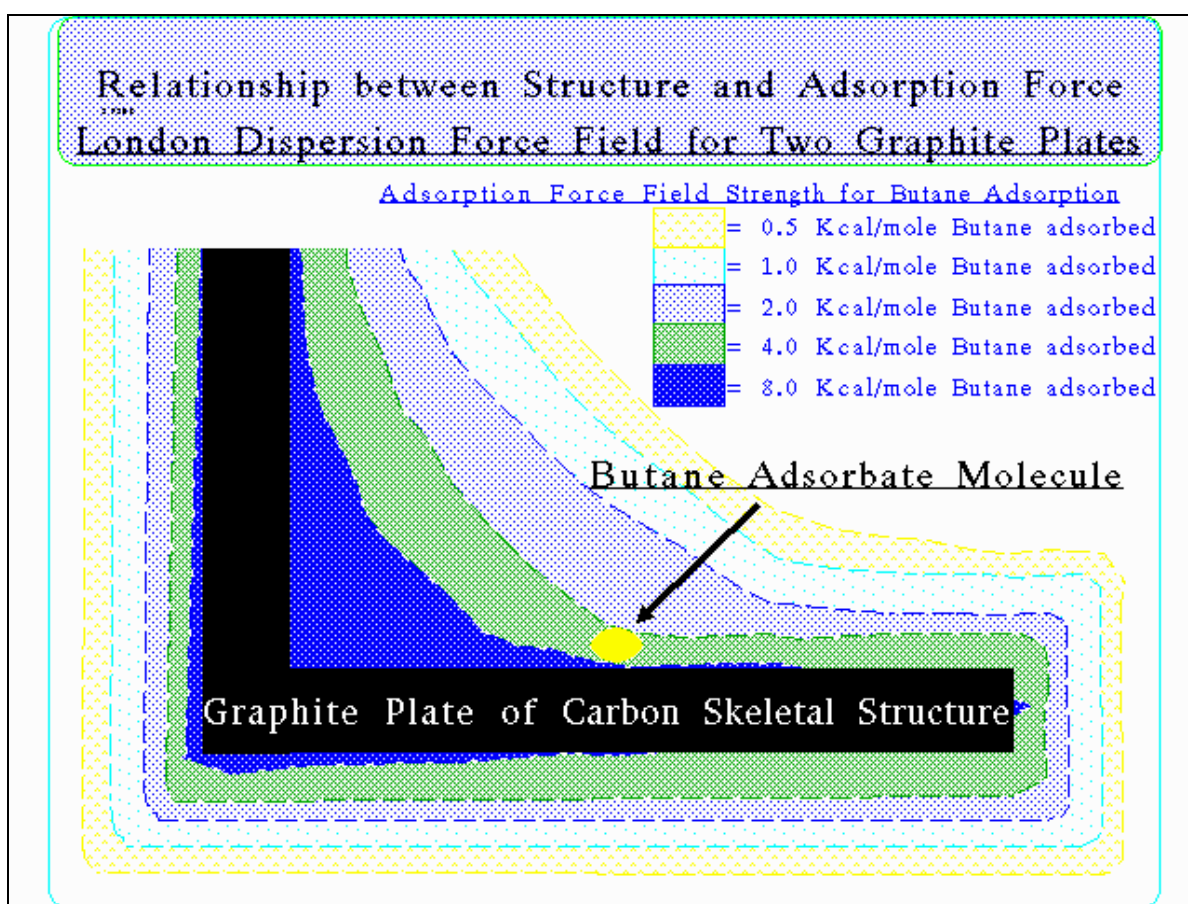 Relationship between Structure and Adsorption Force
London Dispersion Force Field for Two Graphite Plates
Adsorption Force Field Strength for Butane Adsorption
= 0.5 Kcal/mole Butane adsorbed
= 1.0 Kcal/mole Butane adsorbed
= 2.0 Kcal/mole Butane adsorbed
= 4.0 Kcal/mole Butane adsorbed
= 8.0 Kcal/mole Butane adsorbed
Butane Adsorbate Molecule
Graphite Plate of Carbon Skeletal Structure